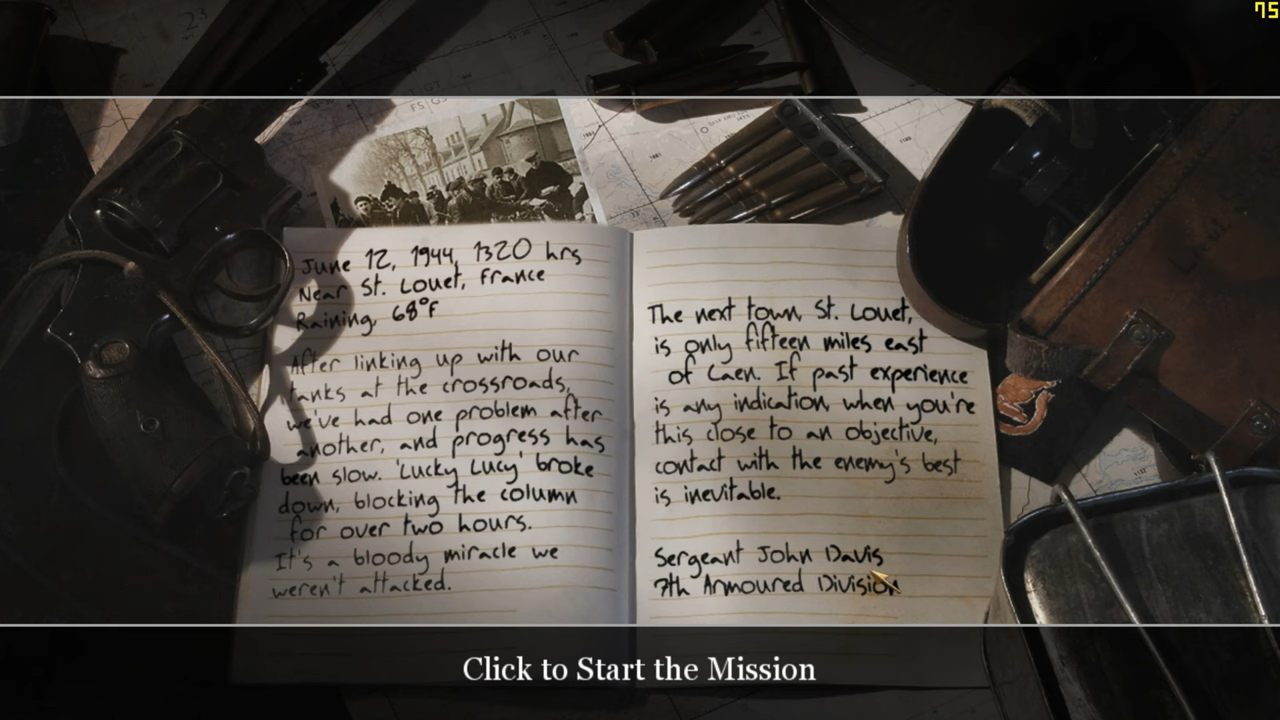 75
June 12, 1944, 1320 hrs
Near St. Louet, France
Raining, 68°F
After linking up with our
tanks at the crossroads,
we've had one problem after
another, and progress has
been slow. 'Lucky Lucy' broke
down, blocking the column
for over two hours.
It's a bloody miracle we
weren't attacked.
The next town, St. Louet,
is only fifteen miles east
of Caen. If past experience
is any indication, when you're
this close to an objective,
contact with the enemy's best
is inevitable.
Sergeant John Davis
7th Armoured Division
Click to Start the Mission